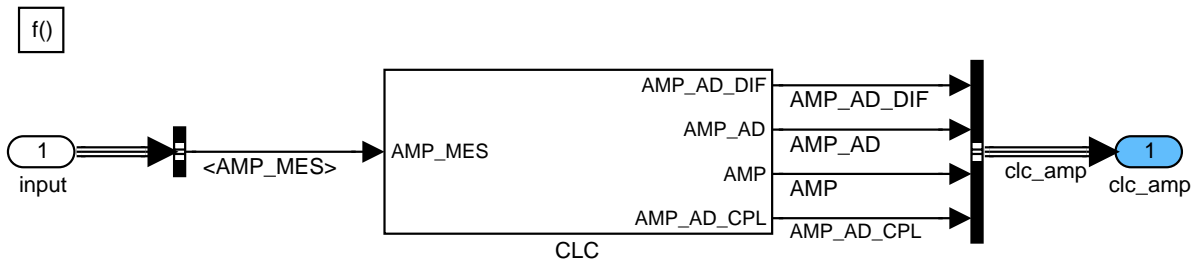 f()
1
input
<AMP_MES>
AMP_MES
AMP_AD_DIF
AMP_AD
AMP
AMP_AD_CPL
CLC
AMP_AD_DIF
AMP_AD
AMP
AMP_AD_CPL
clc_amp
1
clc_amp